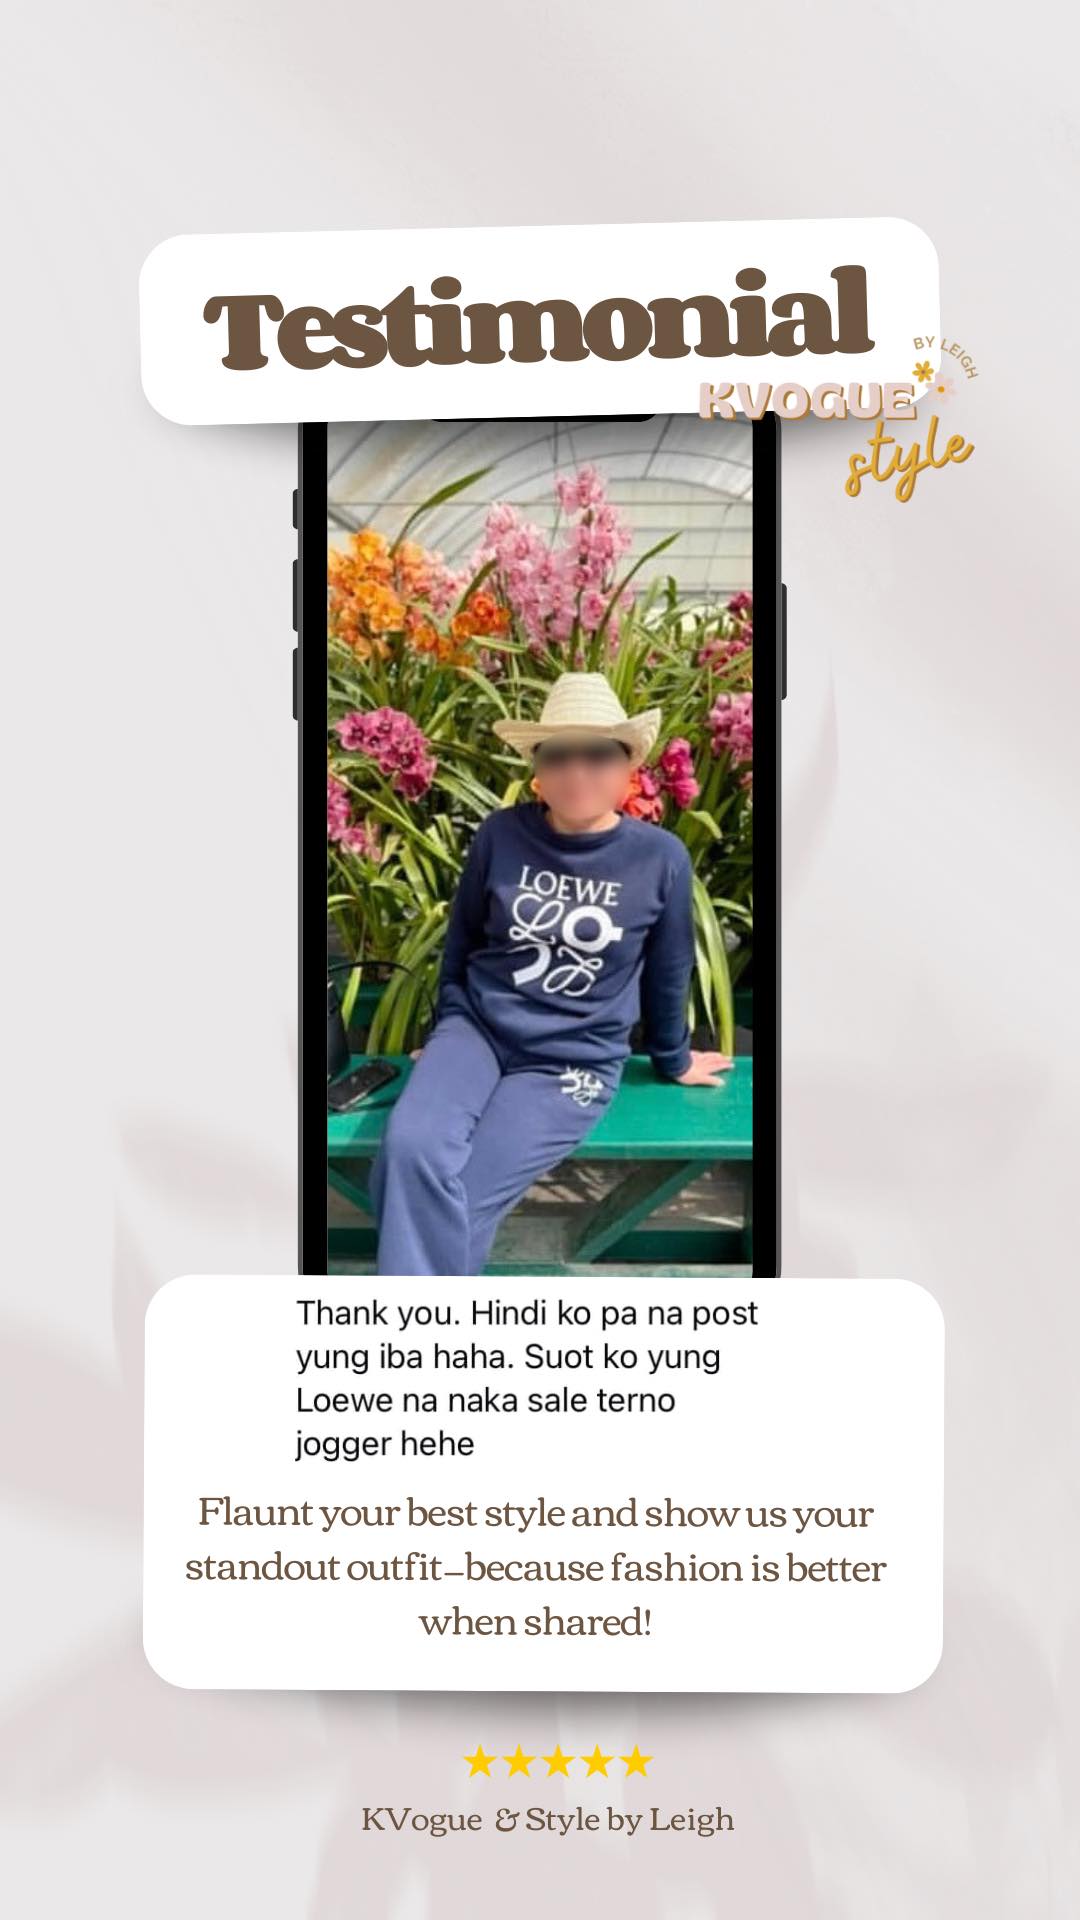 Testimonial
BY LEIGH
KVOGUE
style
LOEWE
Thank you. Hindi ko pa na post
yung iba haha. Suot ko yung
Loewe na naka sale terno
jogger hehe
Flaunt your best style and show us your
standout outfit—because fashion is better
when shared!
KVogue & Style by Leigh